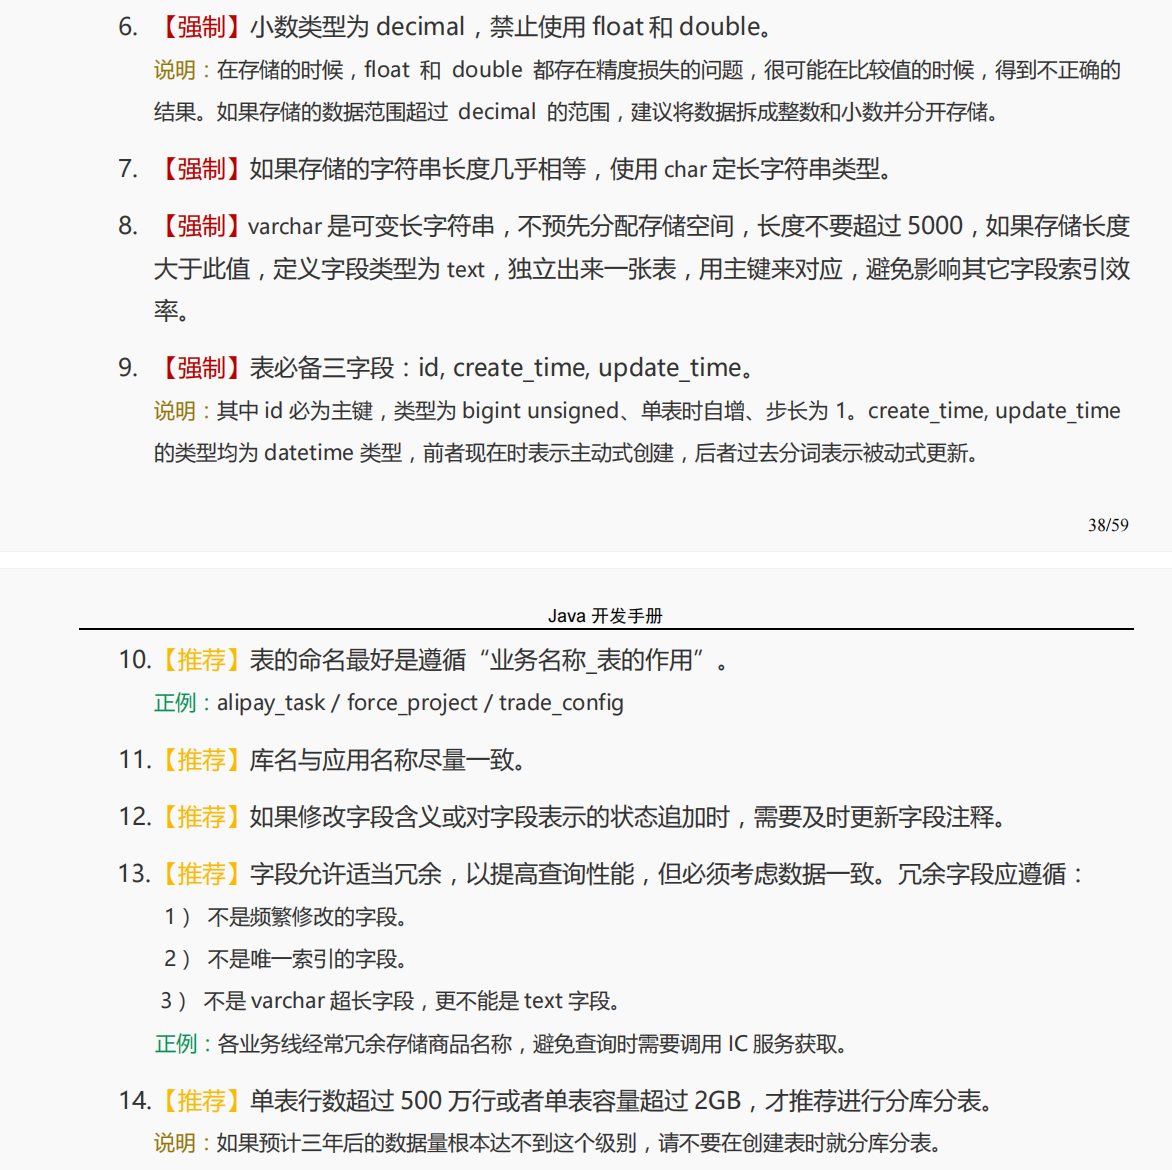 6. 【强制】小数类型为 decimal，禁止使用 float 和 double。
说明：在存储的时候，float 和 double 都存在精度损失的问题，很可能在比较值的时候，得到不正确的
结果。如果存储的数据范围超过 decimal 的范围，建议将数据拆成整数和小数并分开存储。
7. 【强制】如果存储的字符串长度几乎相等，使用 char 定长字符串类型。
8. 【强制】varchar 是可变长字符串，不预先分配存储空间，长度不要超过 5000，如果存储长度
大于此值，定义字段类型为 text，独立出来一张表，用主键来对应，避免影响其它字段索引效
率。
9. 【强制】表必备三字段：id, create_time, update_time。
说明：其中 id 必为主键，类型为 bigint unsigned、单表时自增、步长为 1。create_time, update_time
的类型均为 datetime 类型，前者现在时表示主动式创建，后者过去分词表示被动式更新。
38/59
Java 开发手册
10.【推荐】表的命名最好是遵循“业务名称_表的作用”。
正例：alipay_task / force_project / trade_config
11.【推荐】库名与应用名称尽量一致。
12.【推荐】如果修改字段含义或对字段表示的状态追加时，需要及时更新字段注释。
13.【推荐】字段允许适当冗余，以提高查询性能，但必须考虑数据一致。冗余字段应遵循：
1） 不是频繁修改的字段。
2） 不是唯一索引的字段。
3） 不是 varchar 超长字段，更不能是 text 字段。
正例：各业务线经常冗余存储商品名称，避免查询时需要调用 IC 服务获取。
14.【推荐】单表行数超过 500 万行或者单表容量超过 2GB，才推荐进行分库分表。
说明：如果预计三年后的数据量根本达不到这个级别，请不要在创建表时就分库分表。